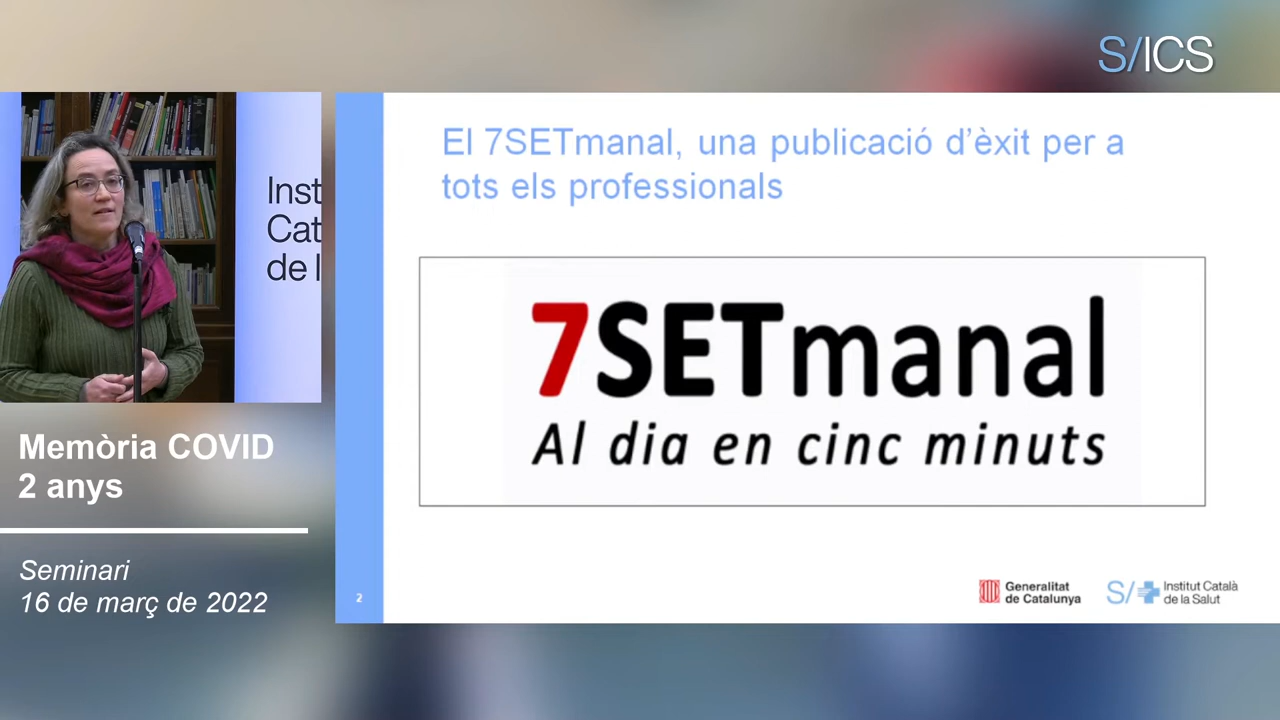 S/ICS
Inst
Cat
de l
Memòria COVID
2 anys
Seminari
16 de març de 2022
El 7SETmanal, una publicació d'èxit per a
tots els professionals
7SETmanal
Al dia en cinc minuts
2
Generalitat
de Catalunya
S/
Institut Català
de la Salut